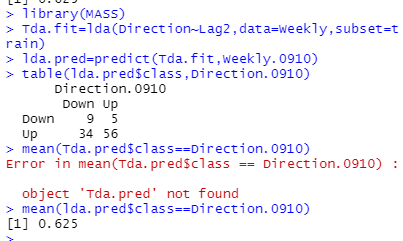 [1] 0.625
> library(MASS)
> Tda.fit=lda(Direction~Lag2,data=Weekly,subset=t
rain)
> lda.pred=predict(Tda.fit,Weekly.0910)
> table(lda.pred$class,Direction.0910)
Direction.0910
Down Up
Down 9 5
Up 34 56
> mean(Tda.pred$class==Direction.0910)
Error in mean(Tda.pred$class == Direction.0910) :
object 'Tda.pred' not found
> mean(lda.pred$class==Direction.0910)
[1] 0.625
>